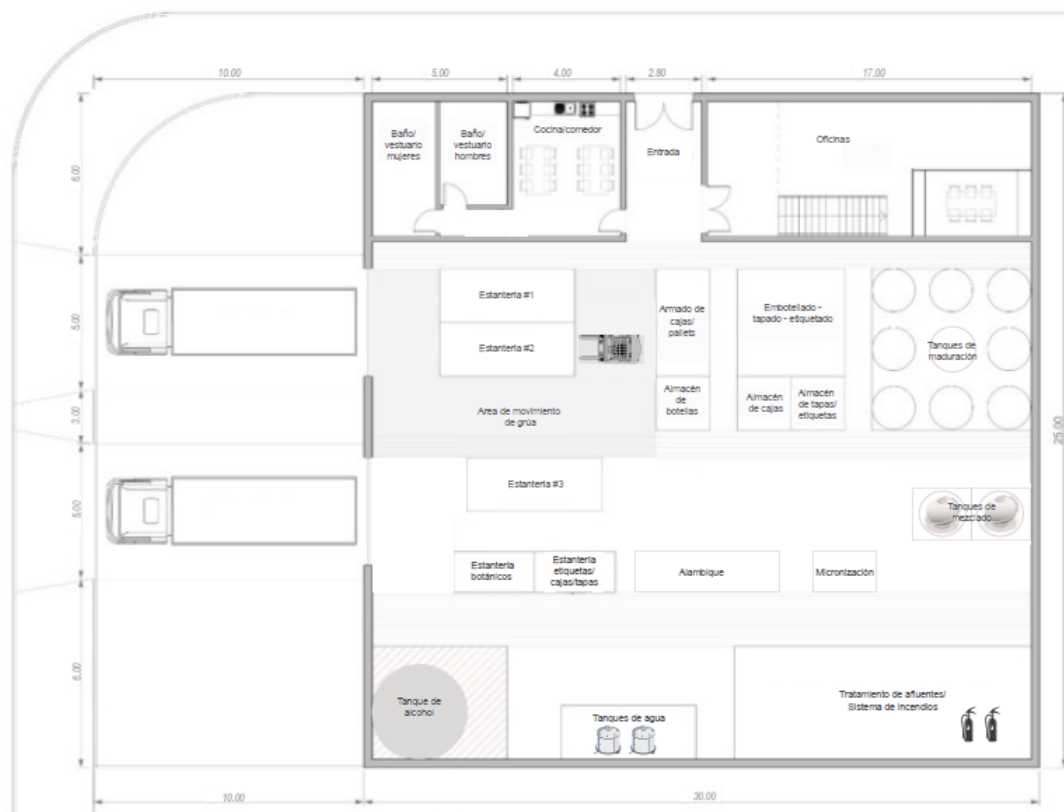 10.00
5.00
4.00
2.80
17.00
6.00
Baño/
vestuario
mujeres
Baño/
vestuario
hombres
Cocina/comedor
Entrada
Oficinas
5.00
Estantería #1
Estantería #2
Armado de
cajas/
pallets
Embotellado -
tapado - etiquetado
Tanques de
maduración
3.00
Area de movimiento
de grúa
Almacén
de
botellas
Almacén
de cajas
Almacén
de tapas/
etiquetas
25.00
5.00
Estantería #3
Tanques de
mezclado
Estantería
botánicos
Estantería
etiquetas/
cajas/tapas
Alambique
Micronización
6.00
Tanque de
alcohol
Tanques de agua
Tratamiento de afluentes/
Sistema de incendios
10.00
30.00